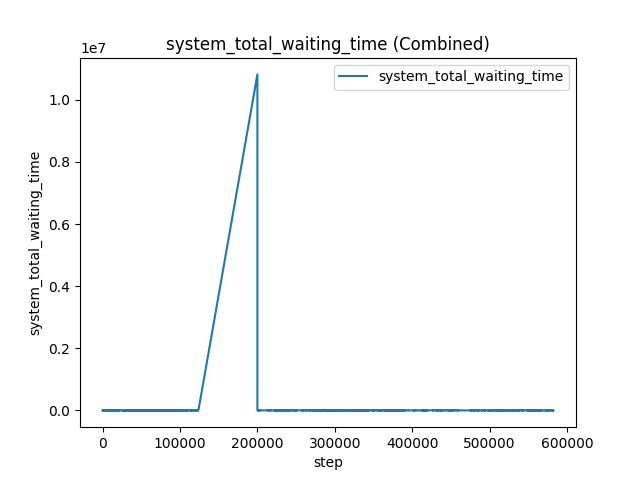 system_total_waiting_time (Combined)
1e7
system_total_waiting_time
1.0
0.8
0.6
0.4
0.2
0.0
system_total_waiting_time
0 100000 200000 300000 400000 500000 600000
step